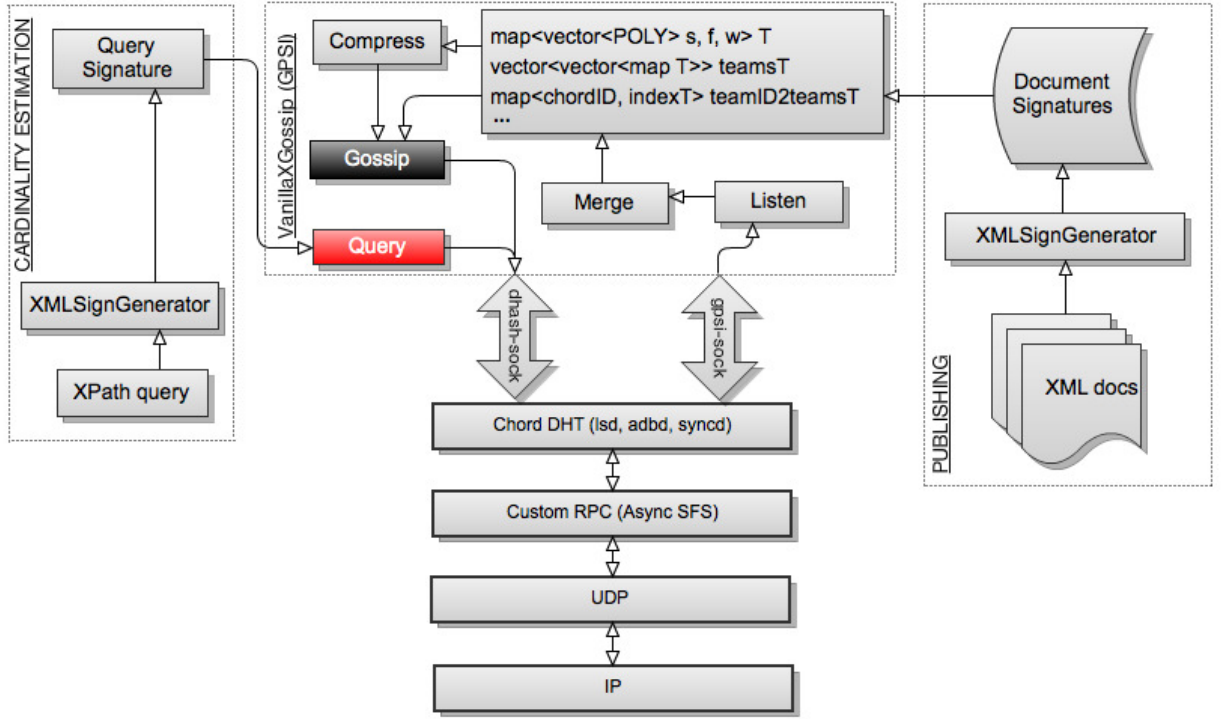 CARDINALITY ESTIMATION
Query
Signature
XMLSignGenerator
XPath query
VanillaXGossip (GPSI)
Compress
map<vector<POLY> s, f, w> T
vector<vector<map T>> teamsT
map<chordID, indexT> teamID2teamsT
...
Gossip
Merge
Listen
Query
dhash-sock
gpsi-sock
Chord DHT (lsd, adbd, syncd)
Custom RPC (Async SFS)
UDP
IP
PUBLISHING
Document
Signatures
XMLSignGenerator
XML docs